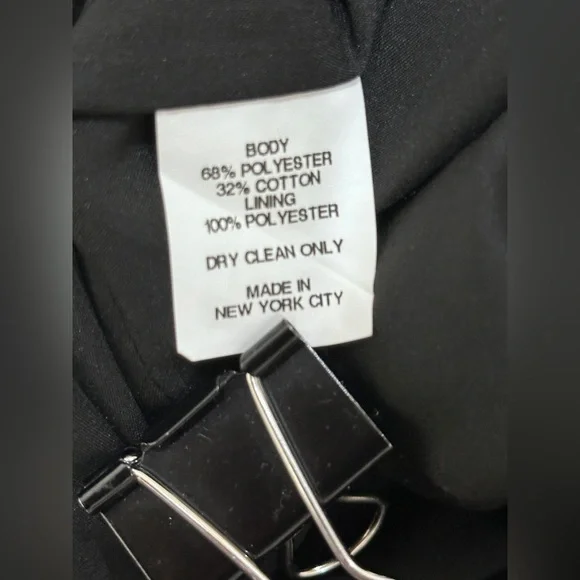 BODY
68% POLYESTER
32% COTTON
LINING
100% POLYESTER
DRY CLEAN ONLY
MADE IN
NEW YORK CITY